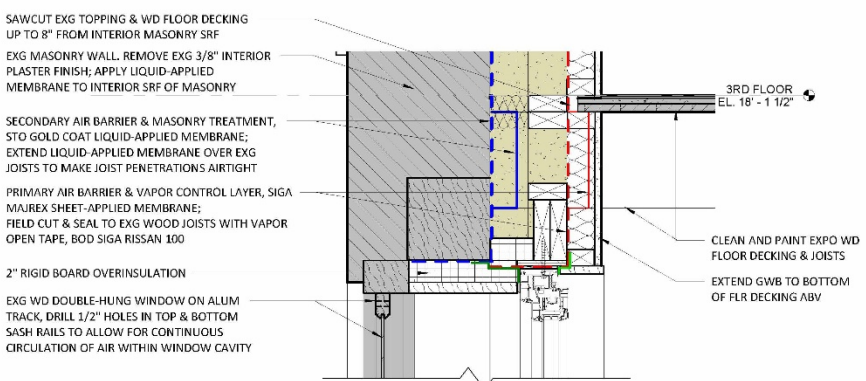 SAWCUT EXG TOPPING & WD FLOOR DECKING
UP TO 8" FROM INTERIOR MASONRY SRF
EXG MASONRY WALL. REMOVE EXG 3/8" INTERIOR
PLASTER FINISH; APPLY LIQUID-APPLIED
MEMBRANE TO INTERIOR SRF OF MASONRY
SECONDARY AIR BARRIER & MASONRY TREATMENT,
STO GOLD COAT LIQUID-APPLIED MEMBRANE;
EXTEND LIQUID-APPLIED MEMBRANE OVER EXG
JOISTS TO MAKE JOIST PENETRATIONS AIRTIGHT
PRIMARY AIR BARRIER & VAPOR CONTROL LAYER, SIGA
MAJREX SHEET-APPLIED MEMBRANE;
FIELD CUT & SEAL TO EXG WOOD JOISTS WITH VAPOR
OPEN TAPE, BOD SIGA RISSAN 100
2" RIGID BOARD OVERINSULATION
EXG WD DOUBLE-HUNG WINDOW ON ALUM
TRACK, DRILL 1/2" HOLES IN TOP & BOTTOM
SASH RAILS TO ALLOW FOR CONTINUOUS
CIRCULATION OF AIR WITHIN WINDOW CAVITY
3RD FLOOR
EL. 18' - 1 1/2"
CLEAN AND PAINT EXPO WD
FLOOR DECKING & JOISTS
EXTEND GWB TO BOTTOM
OF FLR DECKING ABV